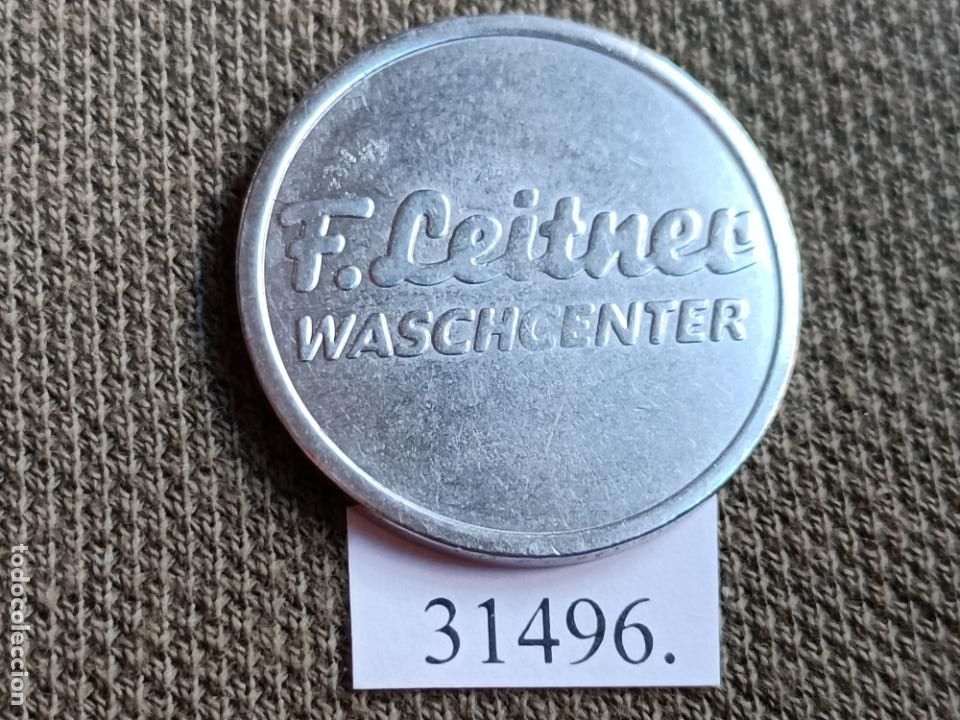 F. Leitner
WASCHCENTER
31496.
todocoleccion